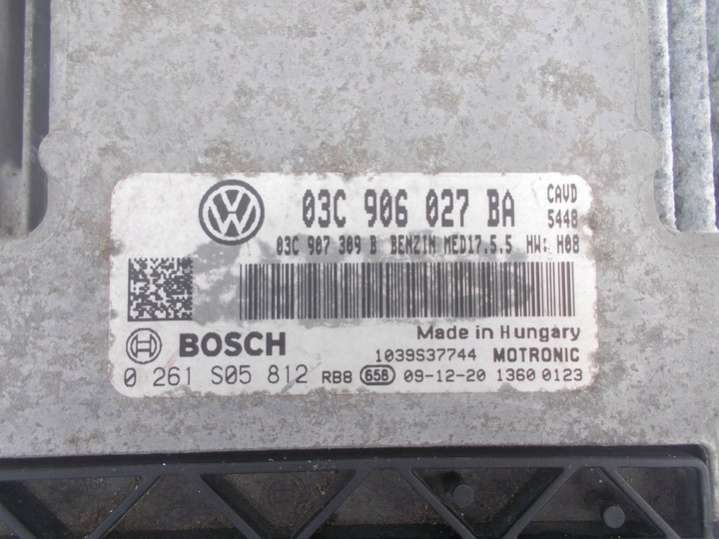 03C 906 027 BA CAVD
5448
03C 907 309 B BENZIN MED17.5.5 HW: H08
BOSCH Made in Hungary
1039S37744 MOTRONIC
0 261 S05 812 RB8 656 09-12-20 1360 0123